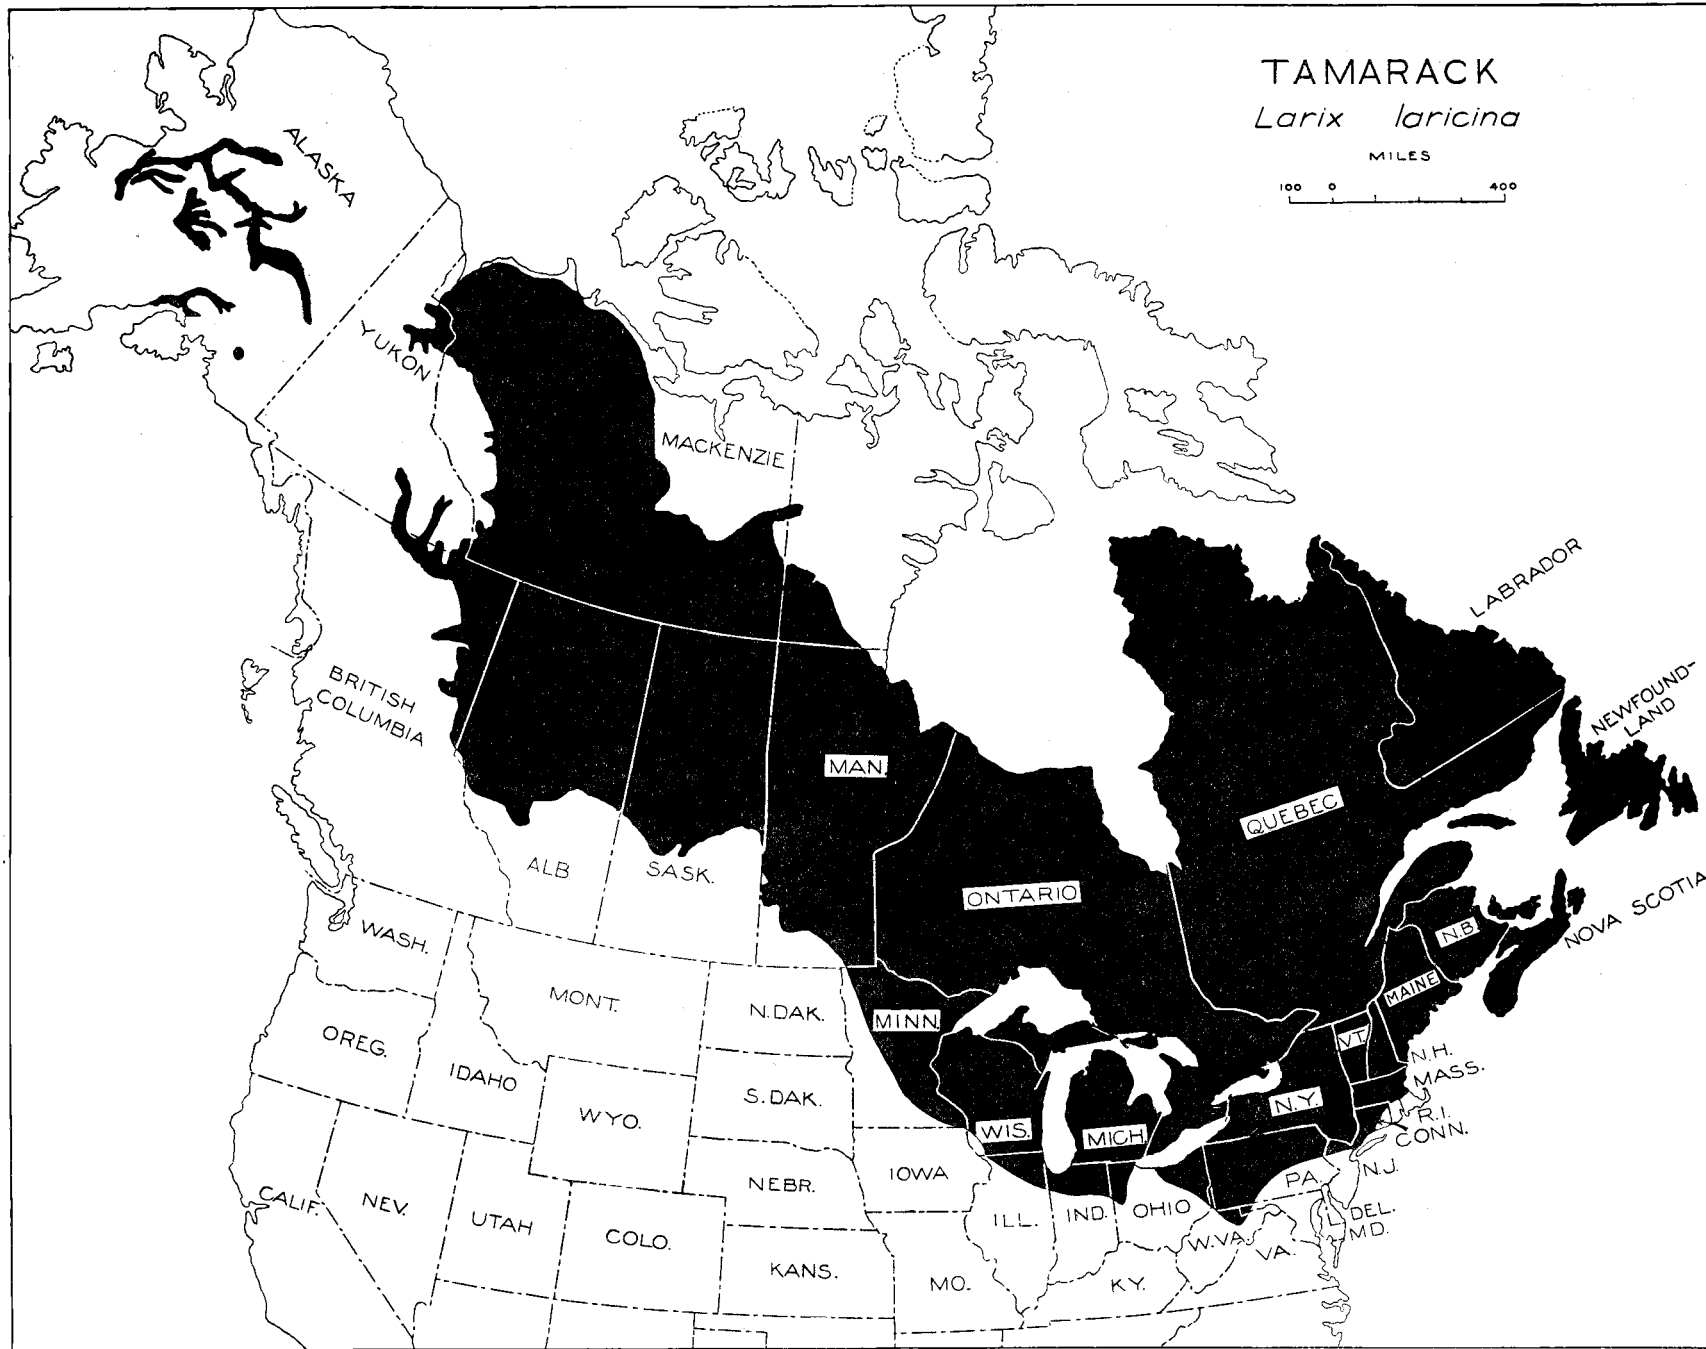 TAMARACK
Larix laricina
MILES
100 0 400
ALASKA
YUKON
MACKENZIE
LABRADOR
NEWFOUND-
LAND
BRITISH
COLUMBIA
MAN.
QUEBEC
ALB
SASK.
ONTARIO
NOVA SCOTIA
N.B.
WASH.
MONT.
N.DAK.
MINN.
MAINE
OREG.
IDAHO
VT.
N.H.
MASS.
WYO.
S.DAK.
N.Y.
R.I.
CONN.
WIS.
MICH.
CALIF.
NEV.
NEBR.
IOWA
PA.
N.J.
UTAH
COLO.
ILL.
IND.
OHIO
DEL.
MD.
W.VA.
VA.
KANS.
MO.
KY.